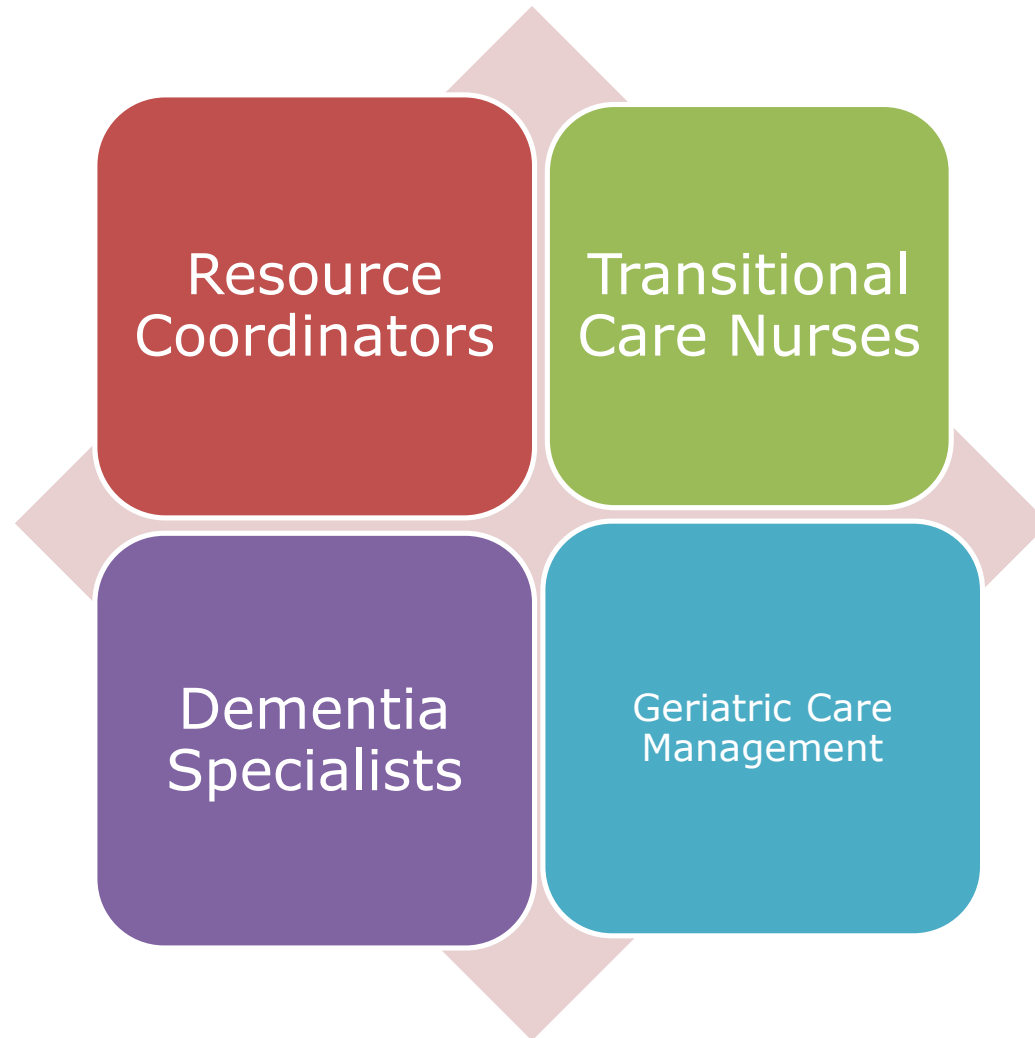 Resource
Coordinators
Transitional
Care Nurses
Dementia
Specialists
Geriatric Care
Management